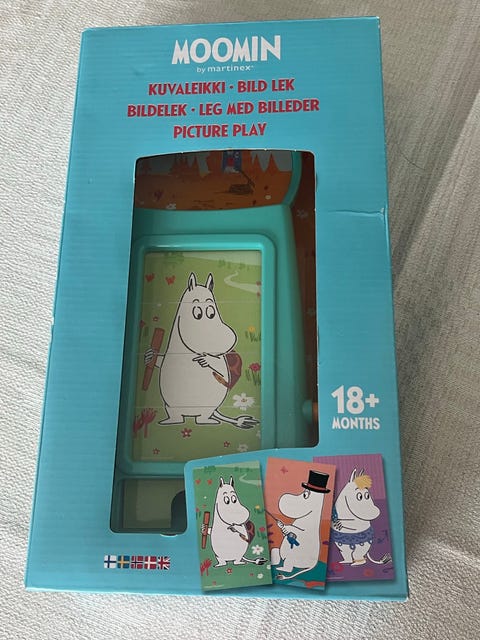 MOOMIN
by martinex
KUVALEIKKI · BILD LEK
BILDELEK · LEG MED BILLEDER
PICTURE PLAY
18+
MONTHS